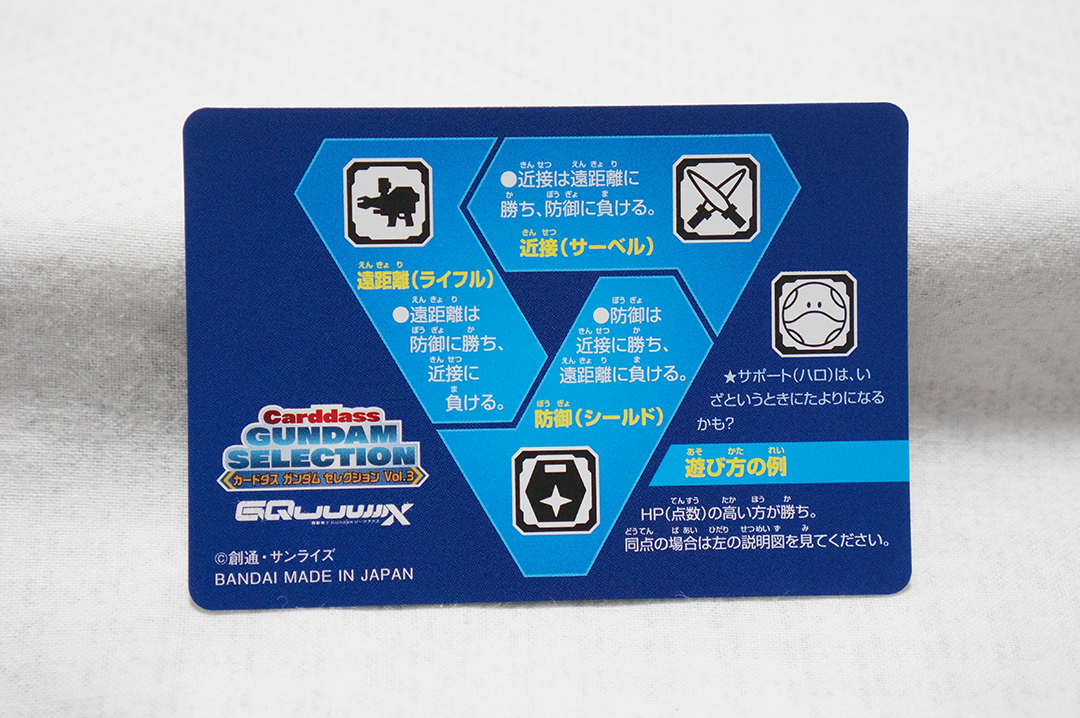 ●近接は遠距離に
勝ち、防御に負ける。
近接(サーベル)
遠距離(ライフル)
●遠距離は
防御に勝ち、
近接に
負ける。
●防御は
近接に勝ち、
遠距離に負ける。
防御(シールド)
★サポート(ハロ)は、い
ざというときにたよりになる
かも?
遊び方の例
HP(点数)の高い方が勝ち。
同点の場合は左の説明図を見てください。
Carddass
GUNDAM
SELECTION
カードダス ガンダム セレクション Vol.3
GQuuuuuuX
©創通・サンライズ
BANDAI MADE IN JAPAN